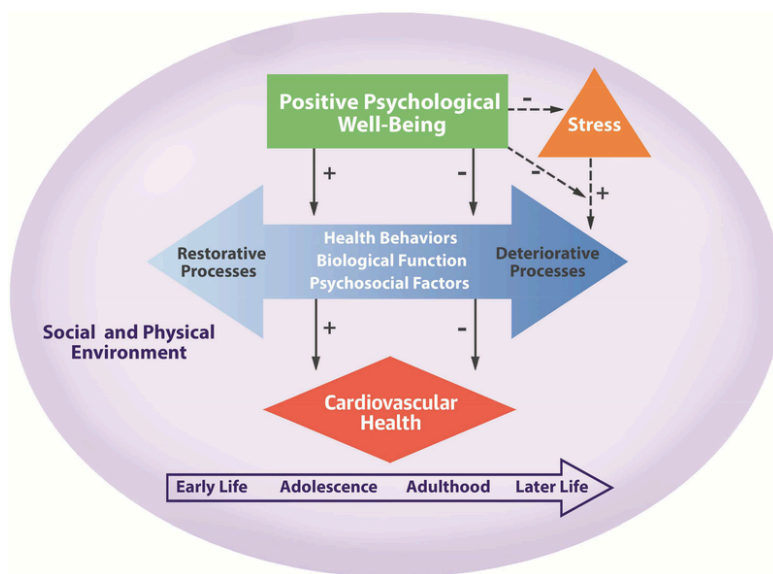 Positive Psychological
Well-Being
-
Stress
+
-
-
+
Restorative
Processes
Health Behaviors
Biological Function
Psychosocial Factors
Deteriorative
Processes
+
-
Social and Physical
Environment
Cardiovascular
Health
Early Life Adolescence Adulthood Later Life